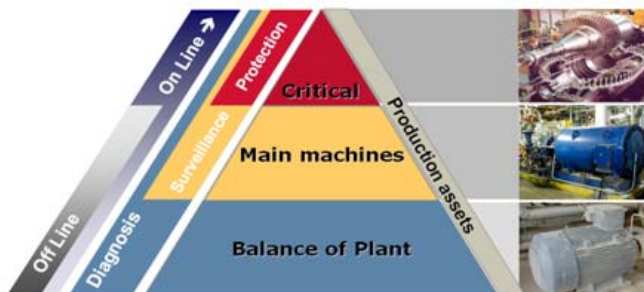 On Line
Protection
Critical
Off Line
Surveillance
Main machines
Production assets
Diagnosis
Balance of Plant